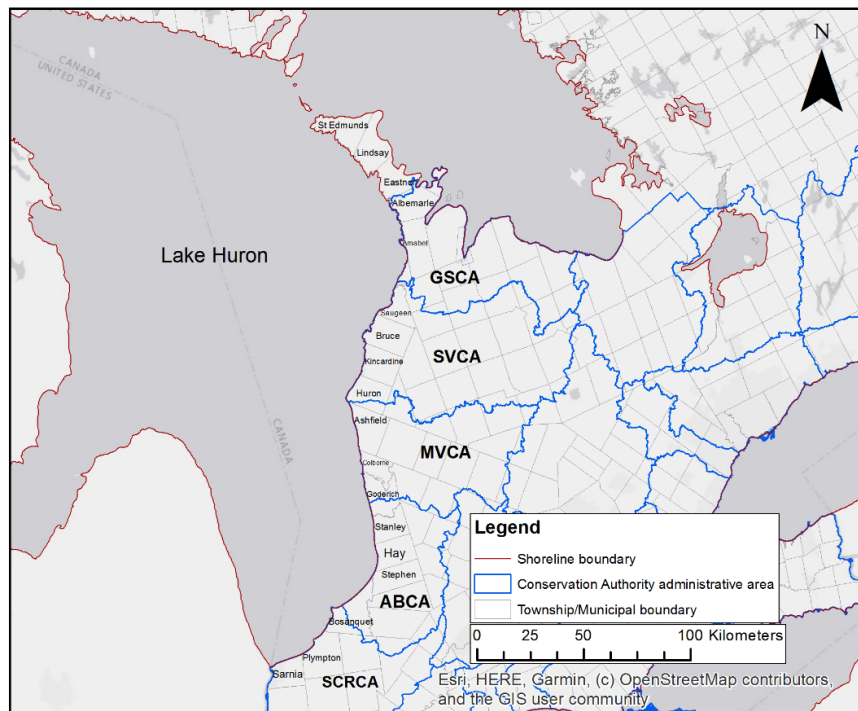 N
CANADA
UNITED STATES
St Edmunds
Lindsay
Eastnor
Albemarle
Amabel
Lake Huron
GSCA
Saugeen
Bruce
SVCA
Kincardine
Huron
Ashfield
MVCA
CANADA
Colborne
Goderich
Stanley
Hay
Stephen
ABCA
Bosanquet
Plympton
Sarnia
SCRCA
Legend
Shoreline boundary
Conservation Authority administrative area
Township/Municipal boundary
0 25 50 100 Kilometers
Esri, HERE, Garmin, (c) OpenStreetMap contributors,
and the GIS user community